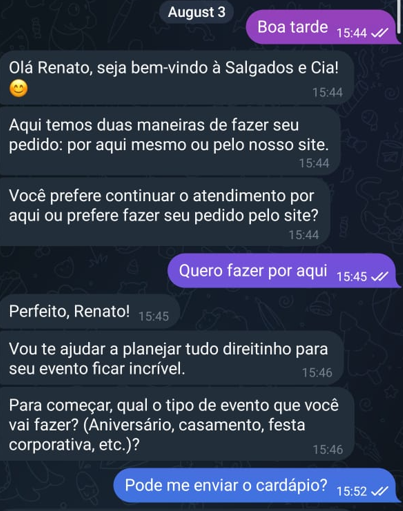 August 3
Boa tarde 15:44
Olá Renato, seja bem-vindo à Salgados e Cia!
😊 15:44
Aqui temos duas maneiras de fazer seu
pedido: por aqui mesmo ou pelo nosso site.
15:44
Você prefere continuar o atendimento por
aqui ou prefere fazer seu pedido pelo site?
15:44
Quero fazer por aqui 15:45
Perfeito, Renato! 15:45
Vou te ajudar a planejar tudo direitinho para
seu evento ficar incrível. 15:46
Para começar, qual o tipo de evento que você
vai fazer? (Aniversário, casamento, festa
corporativa, etc.)? 15:46
Pode me enviar o cardápio? 15:52